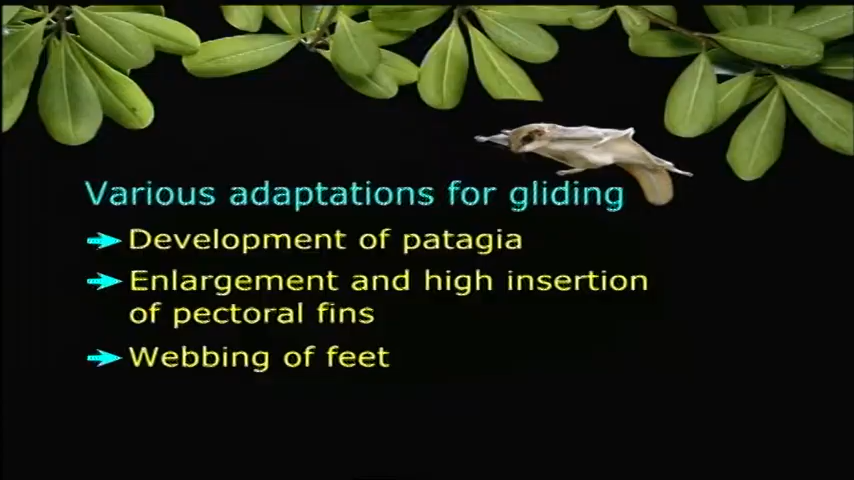 Various adaptations for gliding
Development of patagia
Enlargement and high insertion
of pectoral fins
Webbing of feet